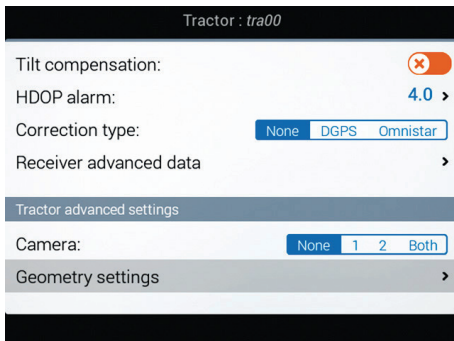 Tractor : tra00
Tilt compensation:
HDOP alarm: 4.0
Correction type: None DGPS Omnistar
Receiver advanced data
Tractor advanced settings
Camera: None 1 2 Both
Geometry settings